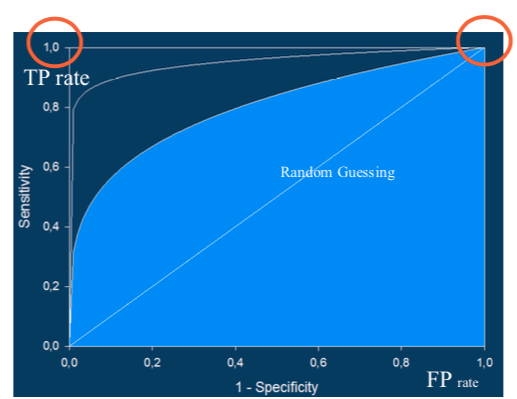 1,0
TP rate
0,8
0,6
Random Guessing
Sensitivity
0,4
0,2
0,0
0,0 0,2 0,4 0,6 0,8 1,0
1 - Specificity
FP rate